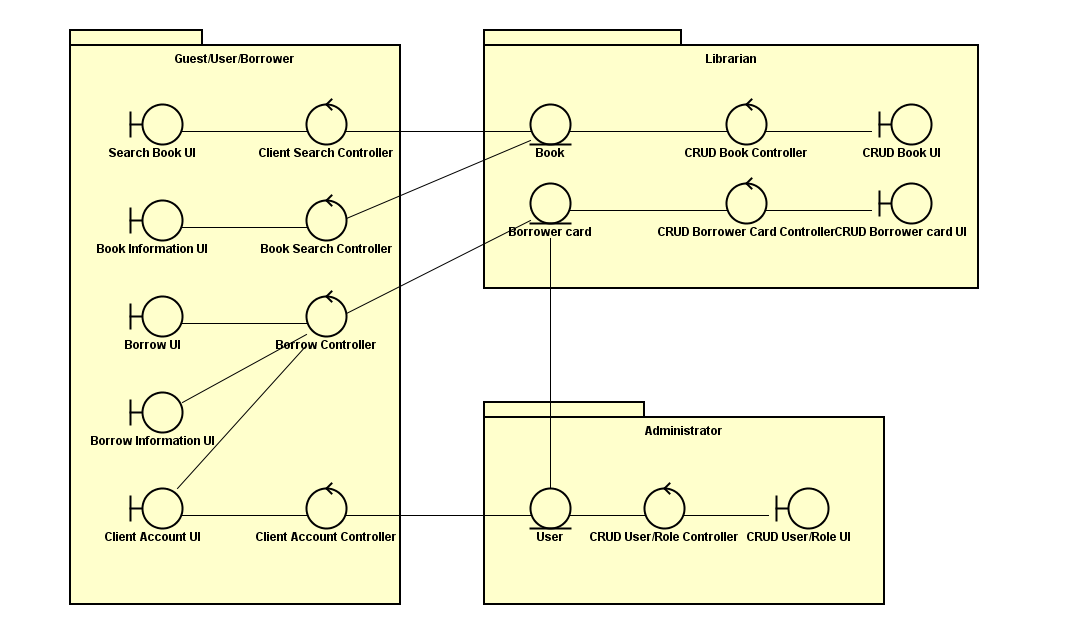 Guest/User/Borrower
Search Book UI
Client Search Controller
Book Information UI
Book Search Controller
Borrow UI
Borrow Controller
Borrow Information UI
Client Account UI
Client Account Controller
Librarian
Book
CRUD Book Controller
CRUD Book UI
Borrower card
CRUD Borrower Card Controller
CRUD Borrower card UI
Administrator
User
CRUD User/Role Controller
CRUD User/Role UI